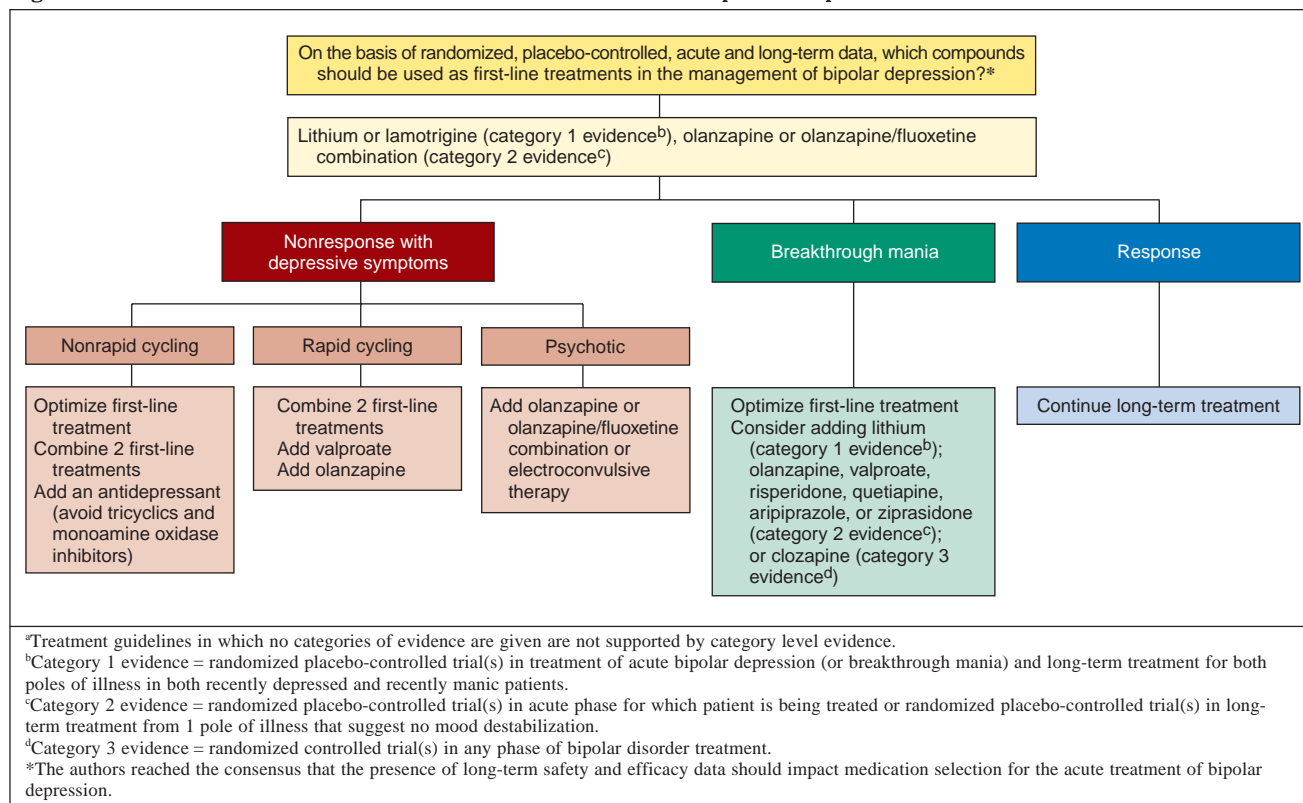 On the basis of randomized, placebo-controlled, acute and long-term data, which compounds
should be used as first-line treatments in the management of bipolar depression?*
Lithium or lamotrigine (category 1 evidenceb), olanzapine or olanzapine/fluoxetine
combination (category 2 evidencec)
Nonresponse with
depressive symptoms
Breakthrough mania
Response
Nonrapid cycling
Rapid cycling
Psychotic
Optimize first-line
treatment
Combine 2 first-line
treatments
Add an antidepressant
(avoid tricyclics and
monoamine oxidase
inhibitors)
Combine 2 first-line
treatments
Add valproate
Add olanzapine
Add olanzapine or
olanzapine/fluoxetine
combination or
electroconvulsive
therapy
Optimize first-line treatment
Consider adding lithium
(category 1 evidenceb);
olanzapine, valproate,
risperidone, quetiapine,
aripiprazole, or ziprasidone
(category 2 evidencec);
or clozapine (category 3
evidenced)
Continue long-term treatment
aTreatment guidelines in which no categories of evidence are given are not supported by category level evidence.
bCategory 1 evidence = randomized placebo-controlled trial(s) in treatment of acute bipolar depression (or breakthrough mania) and long-term treatment for both
poles of illness in both recently depressed and recently manic patients.
cCategory 2 evidence = randomized placebo-controlled trial(s) in acute phase for which patient is being treated or randomized placebo-controlled trial(s) in long-
term treatment from 1 pole of illness that suggest no mood destabilization.
dCategory 3 evidence = randomized controlled trial(s) in any phase of bipolar disorder treatment.
*The authors reached the consensus that the presence of long-term safety and efficacy data should impact medication selection for the acute treatment of bipolar
depression.